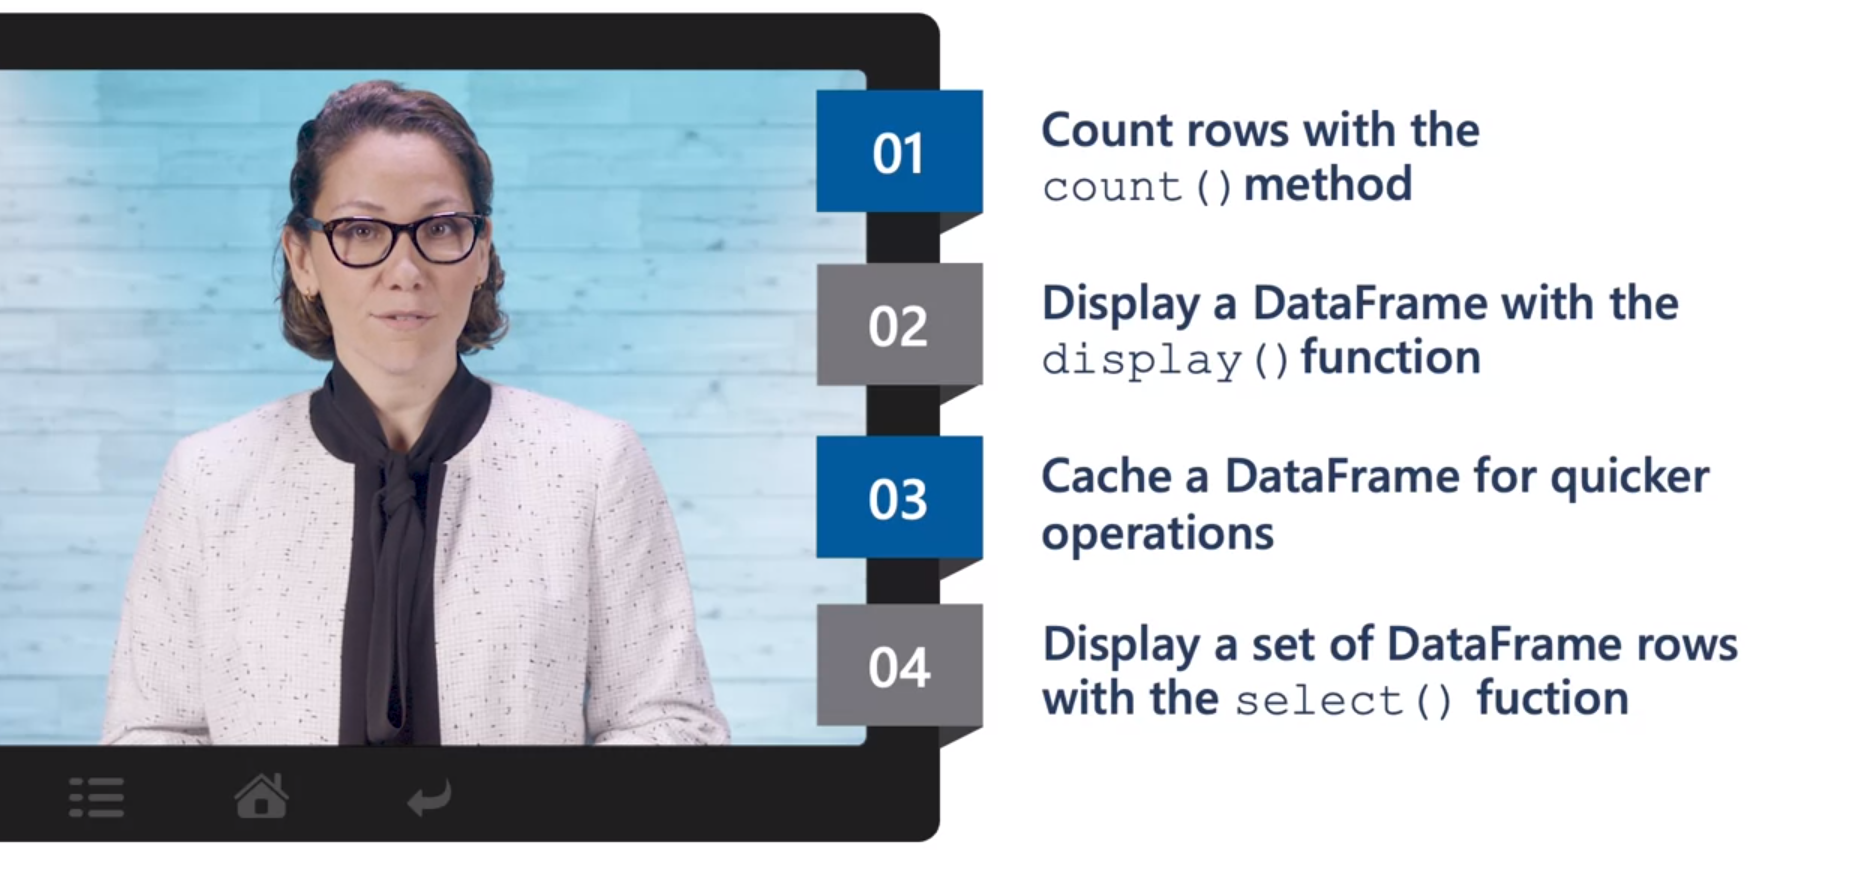 01
Count rows with the
count() method
02
Display a DataFrame with the
display() function
03
Cache a DataFrame for quicker
operations
04
Display a set of DataFrame rows
with the select() fuction